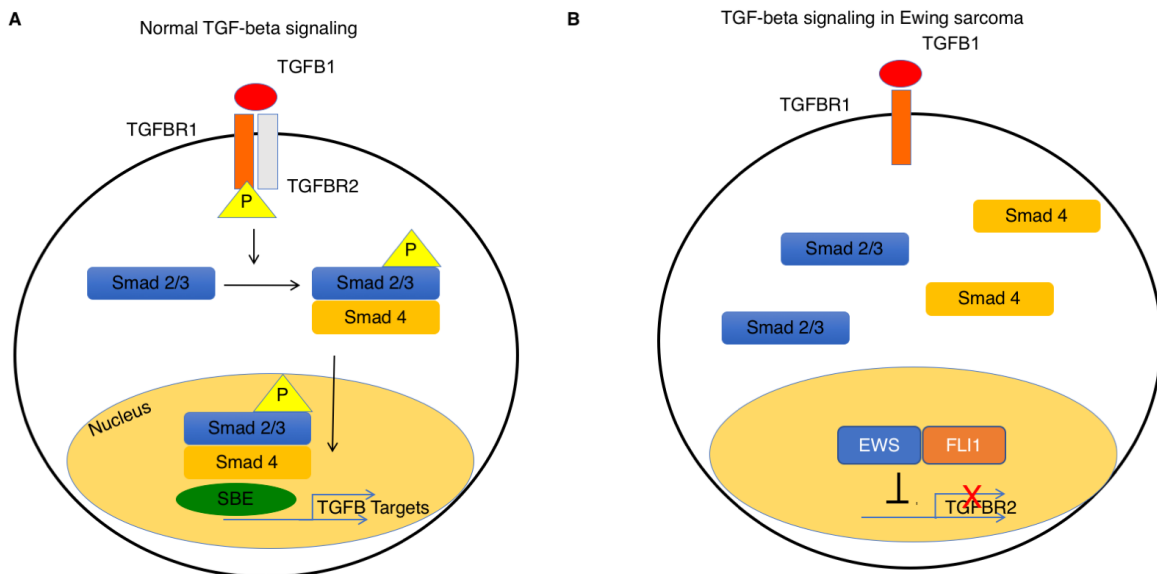 A
Normal TGF-beta signaling
TGFB1
TGFBR1
TGFBR2
P
P
Smad 2/3
Smad 2/3
Smad 4
Nucleus
P
Smad 2/3
Smad 4
SBE
TGFB Targets
B
TGF-beta signaling in Ewing sarcoma
TGFB1
TGFBR1
Smad 4
Smad 2/3
Smad 4
Smad 2/3
EWS
FLI1
X
TGFBR2